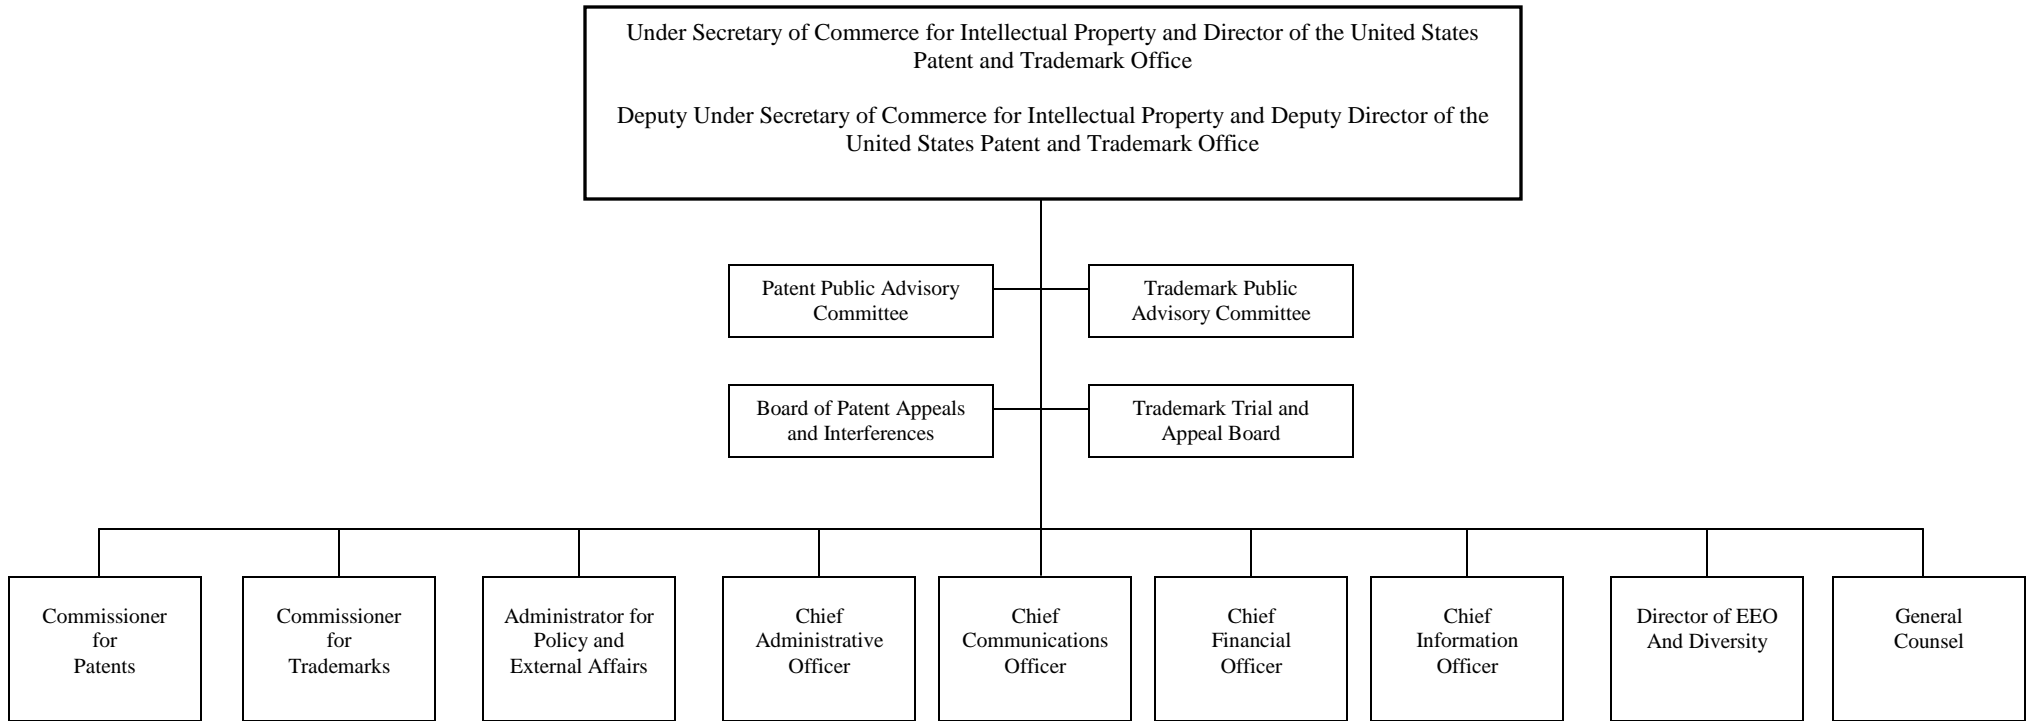 Under Secretary of Commerce for Intellectual Property and Director of the United States
Patent and Trademark Office
Deputy Under Secretary of Commerce for Intellectual Property and Deputy Director of the
United States Patent and Trademark Office
Patent Public Advisory
Committee
Trademark Public
Advisory Committee
Board of Patent Appeals
and Interferences
Trademark Trial and
Appeal Board
Commissioner
for
Patents
Commissioner
for
Trademarks
Administrator for
Policy and
External Affairs
Chief
Administrative
Officer
Chief
Communications
Officer
Chief
Financial
Officer
Chief
Information
Officer
Director of EEO
And Diversity
General
Counsel